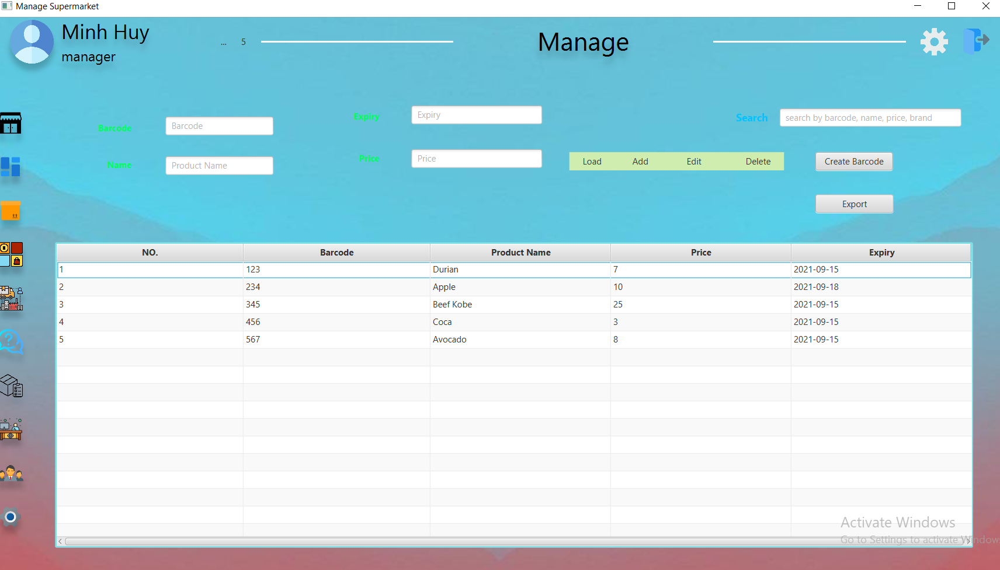 Manage Supermarket
Minh Huy
manager
... 5
Manage
Barcode Barcode
Expiry Expiry
Search search by barcode, name, price, brand
Name Product Name
Price Price
Load Add Edit Delete
Create Barcode
Export
NO. Barcode Product Name Price Expiry
1 123 Durian 7 2021-09-15
2 234 Apple 10 2021-09-18
3 345 Beef Kobe 25 2021-09-15
4 456 Coca 3 2021-09-15
5 567 Avocado 8 2021-09-15
Activate Windows
Go to Settings to activate Windows